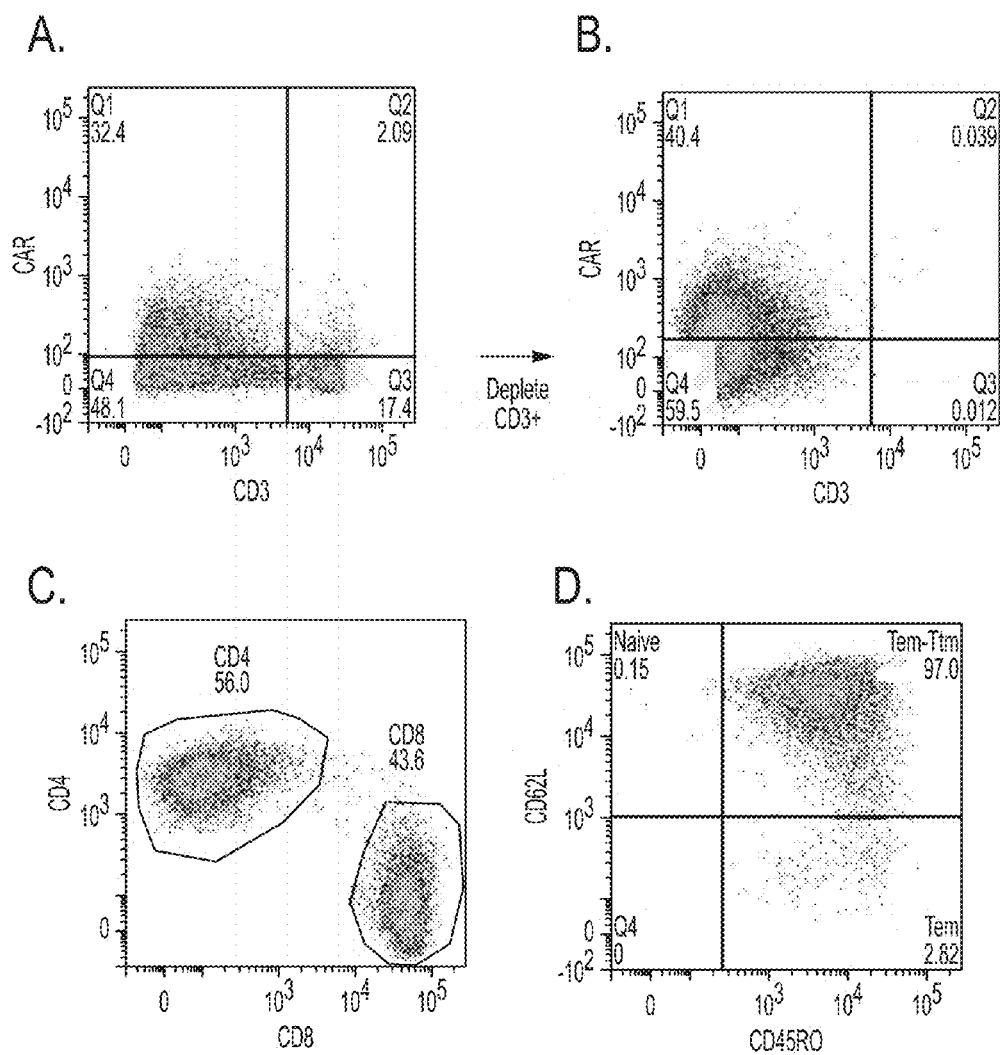 A.
Q1
32.4
Q2
2.09
10^5
10^4
10^3
10^2
0
-10^2
CAR
Q4
48.1
Q3
17.4
0
10^3
10^4
10^5
CD3
Deplete
CD3+
B.
Q1
40.4
Q2
0.039
10^5
10^4
10^3
10^2
0
-10^2
CAR
Q4
59.5
Q3
0.012
0
10^3
10^4
10^5
CD3
C.
CD4
56.0
CD8
43.6
10^5
10^4
10^3
0
CD4
0
10^3
10^4
10^5
CD8
D.
Naive
0.15
Tem-Ttm
97.0
10^5
10^4
10^3
0
-10^2
CD62L
Q4
0
Tem
2.82
0
10^3
10^4
10^5
CD45RO